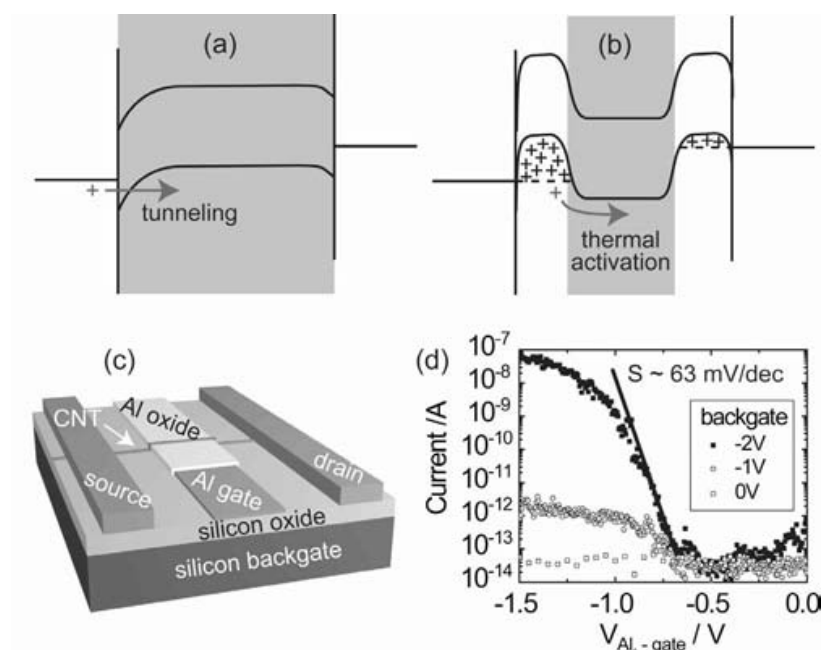 (a)
tunneling
(b)
thermal
activation
(c)
CNT
Al oxide
source
Al gate
drain
silicon oxide
silicon backgate
(d)
S ~ 63 mV/dec
backgate
-2V
-1V
0V
Current /A
10-7
10-8
10-9
10-10
10-11
10-12
10-13
10-14
-1.5 -1.0 -0.5 0.0
VAl. - gate / V